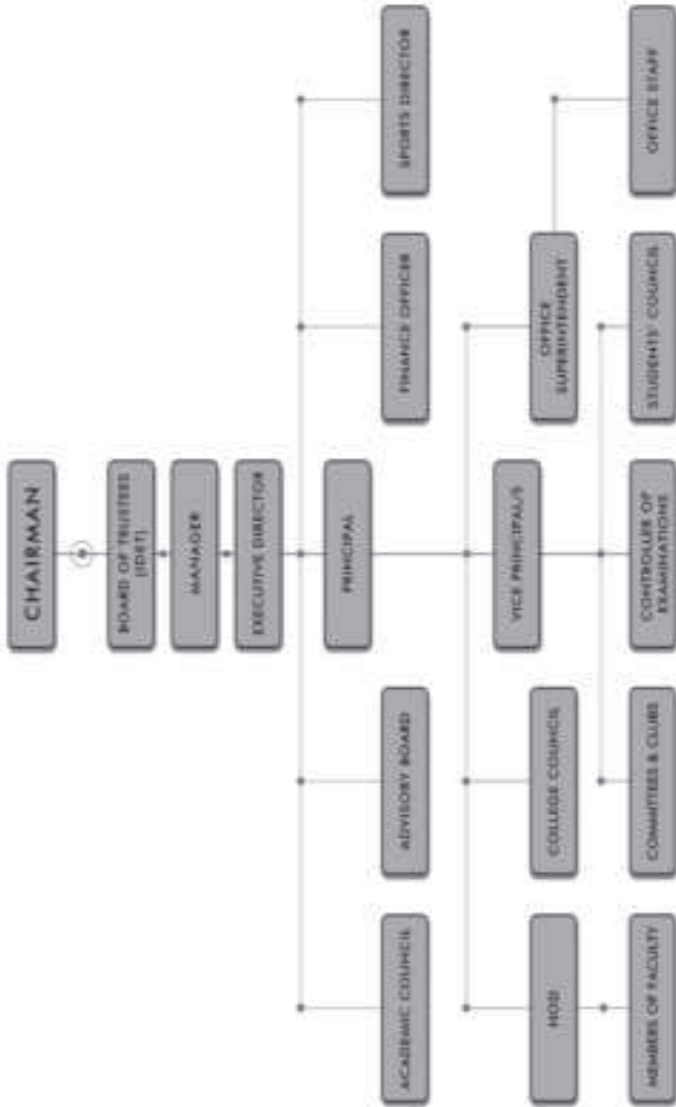 CHAIRMAN
BOARD OF TRUSTEES
(IDET)
MANAGER
EXECUTIVE DIRECTOR
PRINCIPAL
ACADEMIC COUNCIL
ADVISORY BOARD
FINANCE OFFICER
SPORTS DIRECTOR
VICE PRINCIPAL/S
HOD
COLLEGE COUNCIL
OFFICE
SUPERINTENDENT
MEMBERS OF FACULTY
COMMITTEES & CLUBS
CONTROLLER OF
EXAMINATIONS
STUDENTS' COUNCIL
OFFICE STAFF